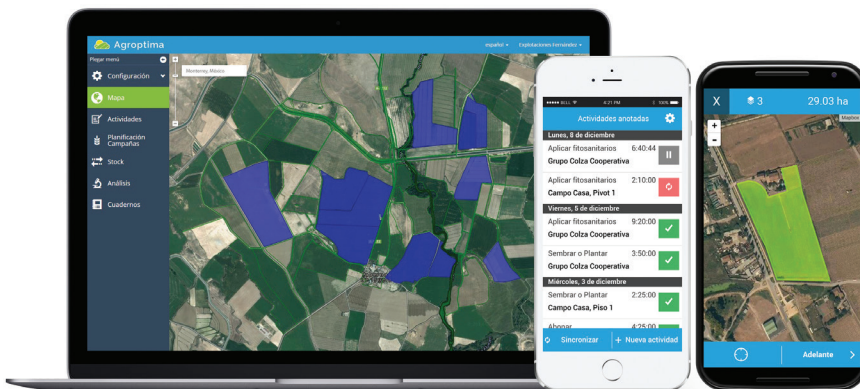 Agroptima
español
Explotaciones Fernández
Plegar menú
Monterrey, México
Configuración
Mapa
Actividades
Planificación
Campañas
Stock
Análisis
Cuadernos
BELL
4:21 PM
100%
Actividades anotadas
Lunes, 8 de diciembre
Aplicar fitosanitarios 6:40:44
Grupo Colza Cooperativa
Aplicar fitosanitarios 2:10:00
Campo Casa, Pivot 1
Viernes, 5 de diciembre
Aplicar fitosanitarios 9:20:00
Grupo Colza Cooperativa
Sembrar o Plantar 3:50:00
Grupo Colza Cooperativa
Miércoles, 3 de diciembre
Sembrar o Plantar 2:25:00
Campo Casa, Piso 1
Abonar 4:25:00
Sincronizar + Nueva actividad
X 3 29.03 ha
Mapbox
+
-
Adelante